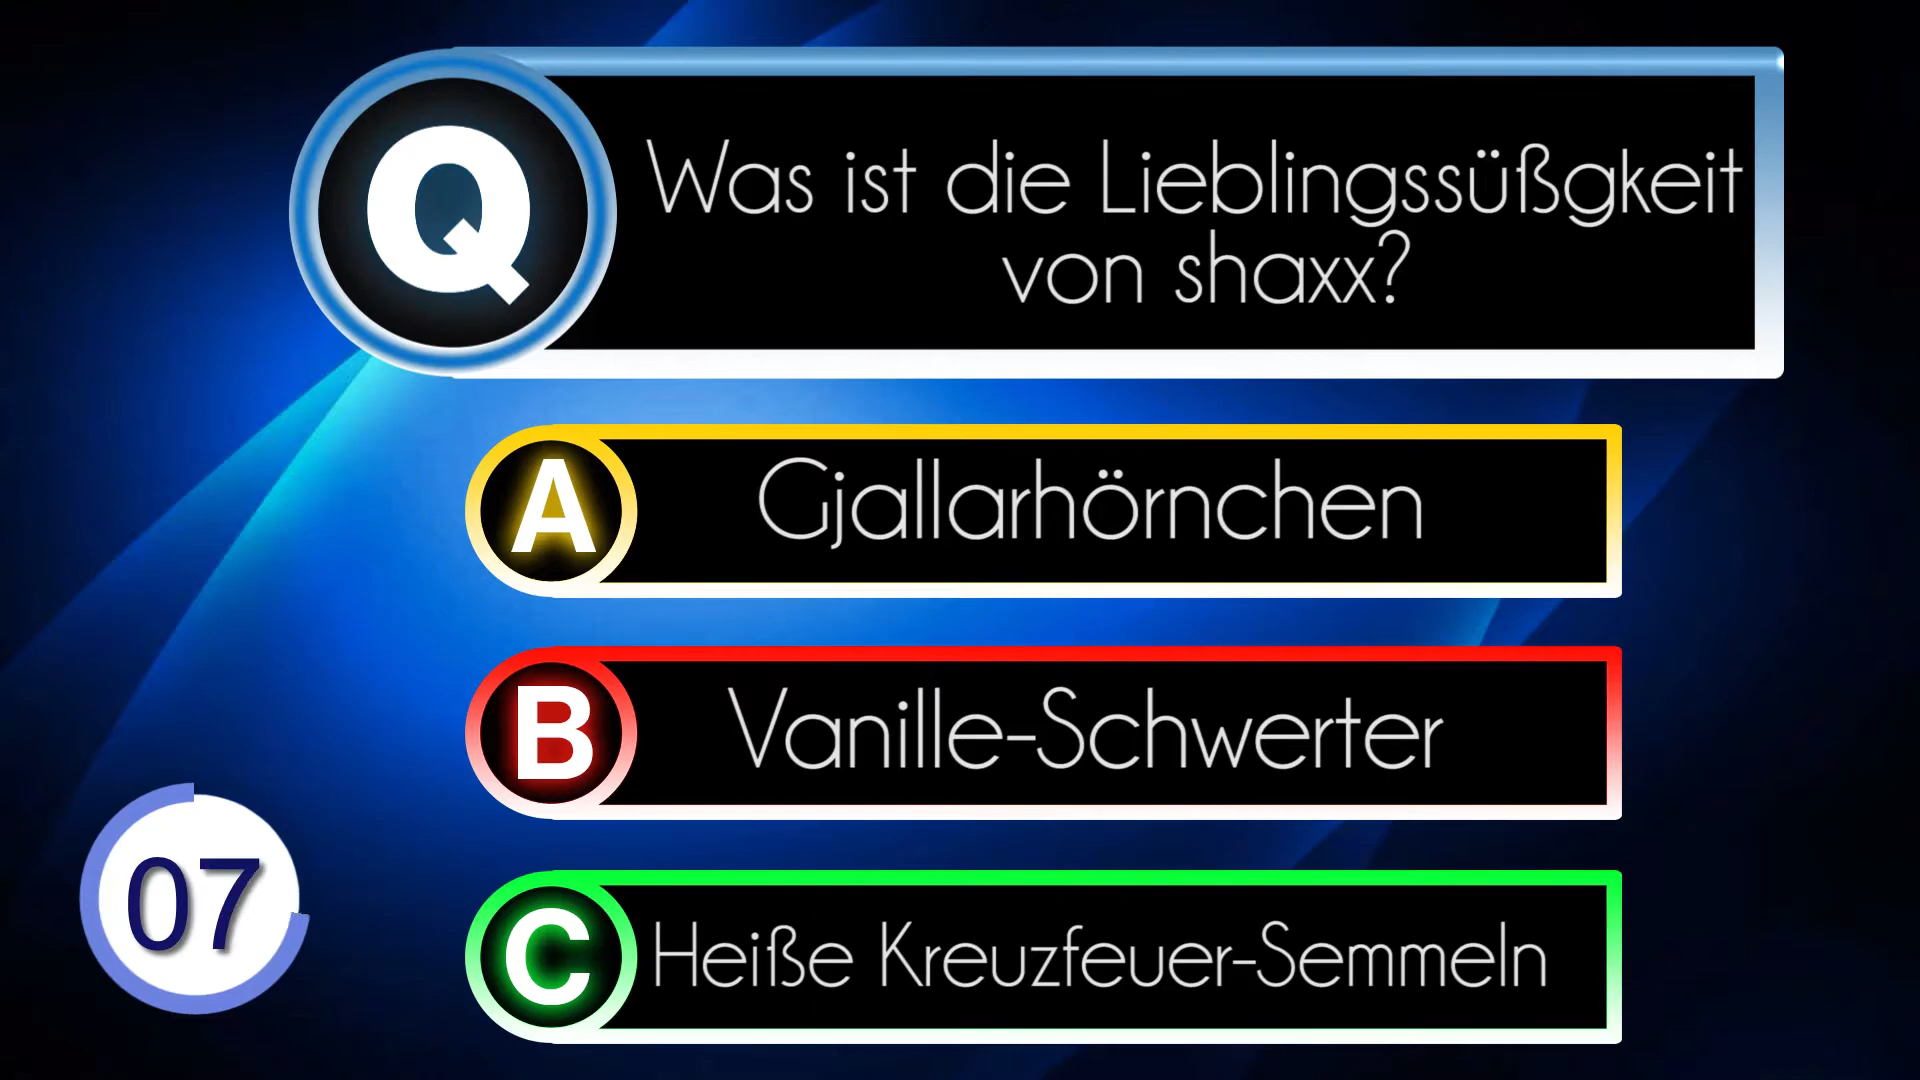 Q
Was ist die Lieblingssüßgkeit
von shaxx?
A
Gjallarhörnchen
B
Vanille-Schwerter
C
Heiße Kreuzfeuer-Semmeln
07